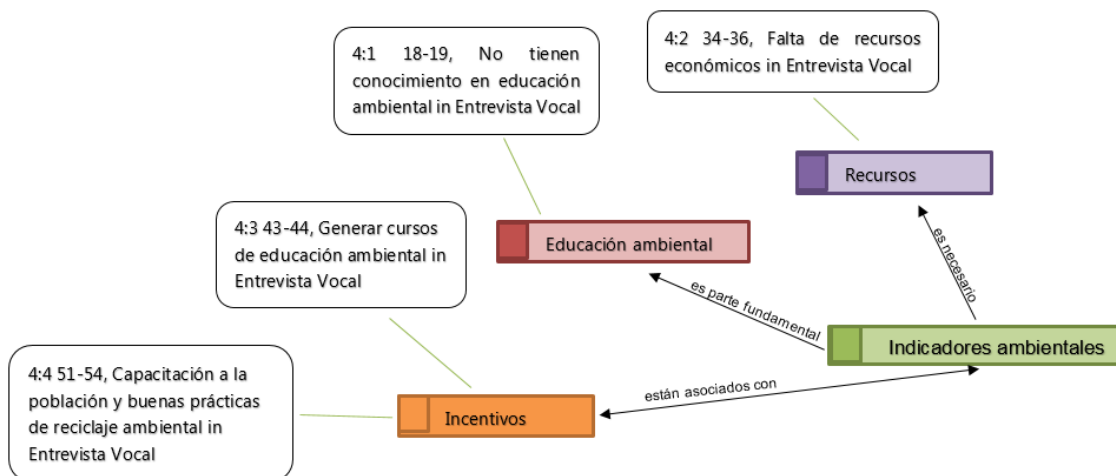 4:1 18-19, No tienen
conocimiento en educación
ambiental in Entrevista Vocal
4:2 34-36, Falta de recursos
económicos in Entrevista Vocal
Recursos
4:3 43-44, Generar cursos
de educación ambiental in
Entrevista Vocal
Educación ambiental
es necesario
es parte fundamental
Indicadores ambientales
4:4 51-54, Capacitación a la
población y buenas prácticas
de reciclaje ambiental in
Entrevista Vocal
están asociados con
Incentivos